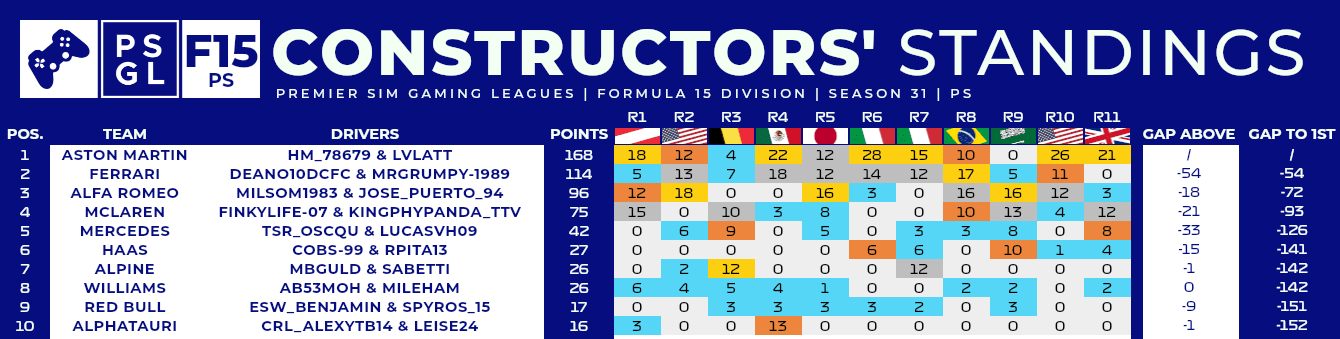 PS
GL
F15
PS
CONSTRUCTORS' STANDINGS
PREMIER SIM GAMING LEAGUES | FORMULA 15 DIVISION | SEASON 31 | PS
POS. TEAM DRIVERS POINTS R1 R2 R3 R4 R5 R6 R7 R8 R9 R10 R11 GAP ABOVE GAP TO 1ST
1 ASTON MARTIN HM_78679 & LVLATT 168 18 12 4 22 12 28 15 10 0 26 21 / /
2 FERRARI DEANO10DCFC & MRGRUMPY-1989 114 5 13 7 18 12 14 12 17 5 11 0 -54 -54
3 ALFA ROMEO MILSOM1983 & JOSE_PUERTO_94 96 12 18 0 0 16 3 0 16 16 12 3 -18 -72
4 MCLAREN FINKYLIFE-07 & KINGPHYPANDA_TTV 75 15 0 10 3 8 0 0 10 13 4 12 -21 -93
5 MERCEDES TSR_OSCQU & LUCASVH09 42 0 6 9 0 5 0 3 3 8 0 8 -33 -126
6 HAAS COBS-99 & RPITA13 27 0 0 0 0 0 6 6 0 10 1 4 -15 -141
7 ALPINE MBGULD & SABETTI 26 0 2 12 0 0 0 12 0 0 0 0 -1 -142
8 WILLIAMS AB53MOH & MILEHAM 26 6 4 5 4 1 0 0 2 2 0 2 0 -142
9 RED BULL ESW_BENJAMIN & SPYROS_15 17 0 0 3 3 3 3 2 0 3 0 0 -9 -151
10 ALPHATAURI CRL_ALEXYTB14 & LEISE24 16 3 0 0 13 0 0 0 0 0 0 0 -1 -152